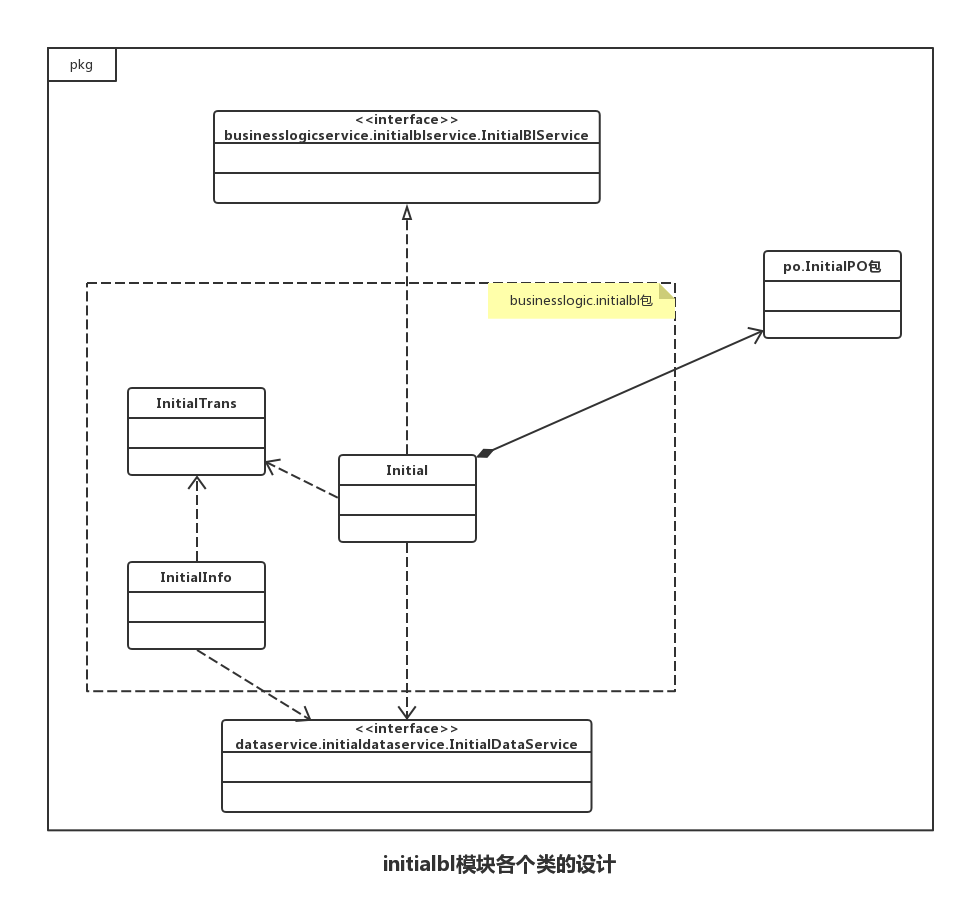 pkg
<<interface>>
businesslogicservice.initialblservice.InitialBlService
po.InitialPO包
businesslogic.initialbl包
InitialTrans
Initial
InitialInfo
<<interface>>
dataservice.initialdataservice.InitialDataService
initialbl模块各个类的设计